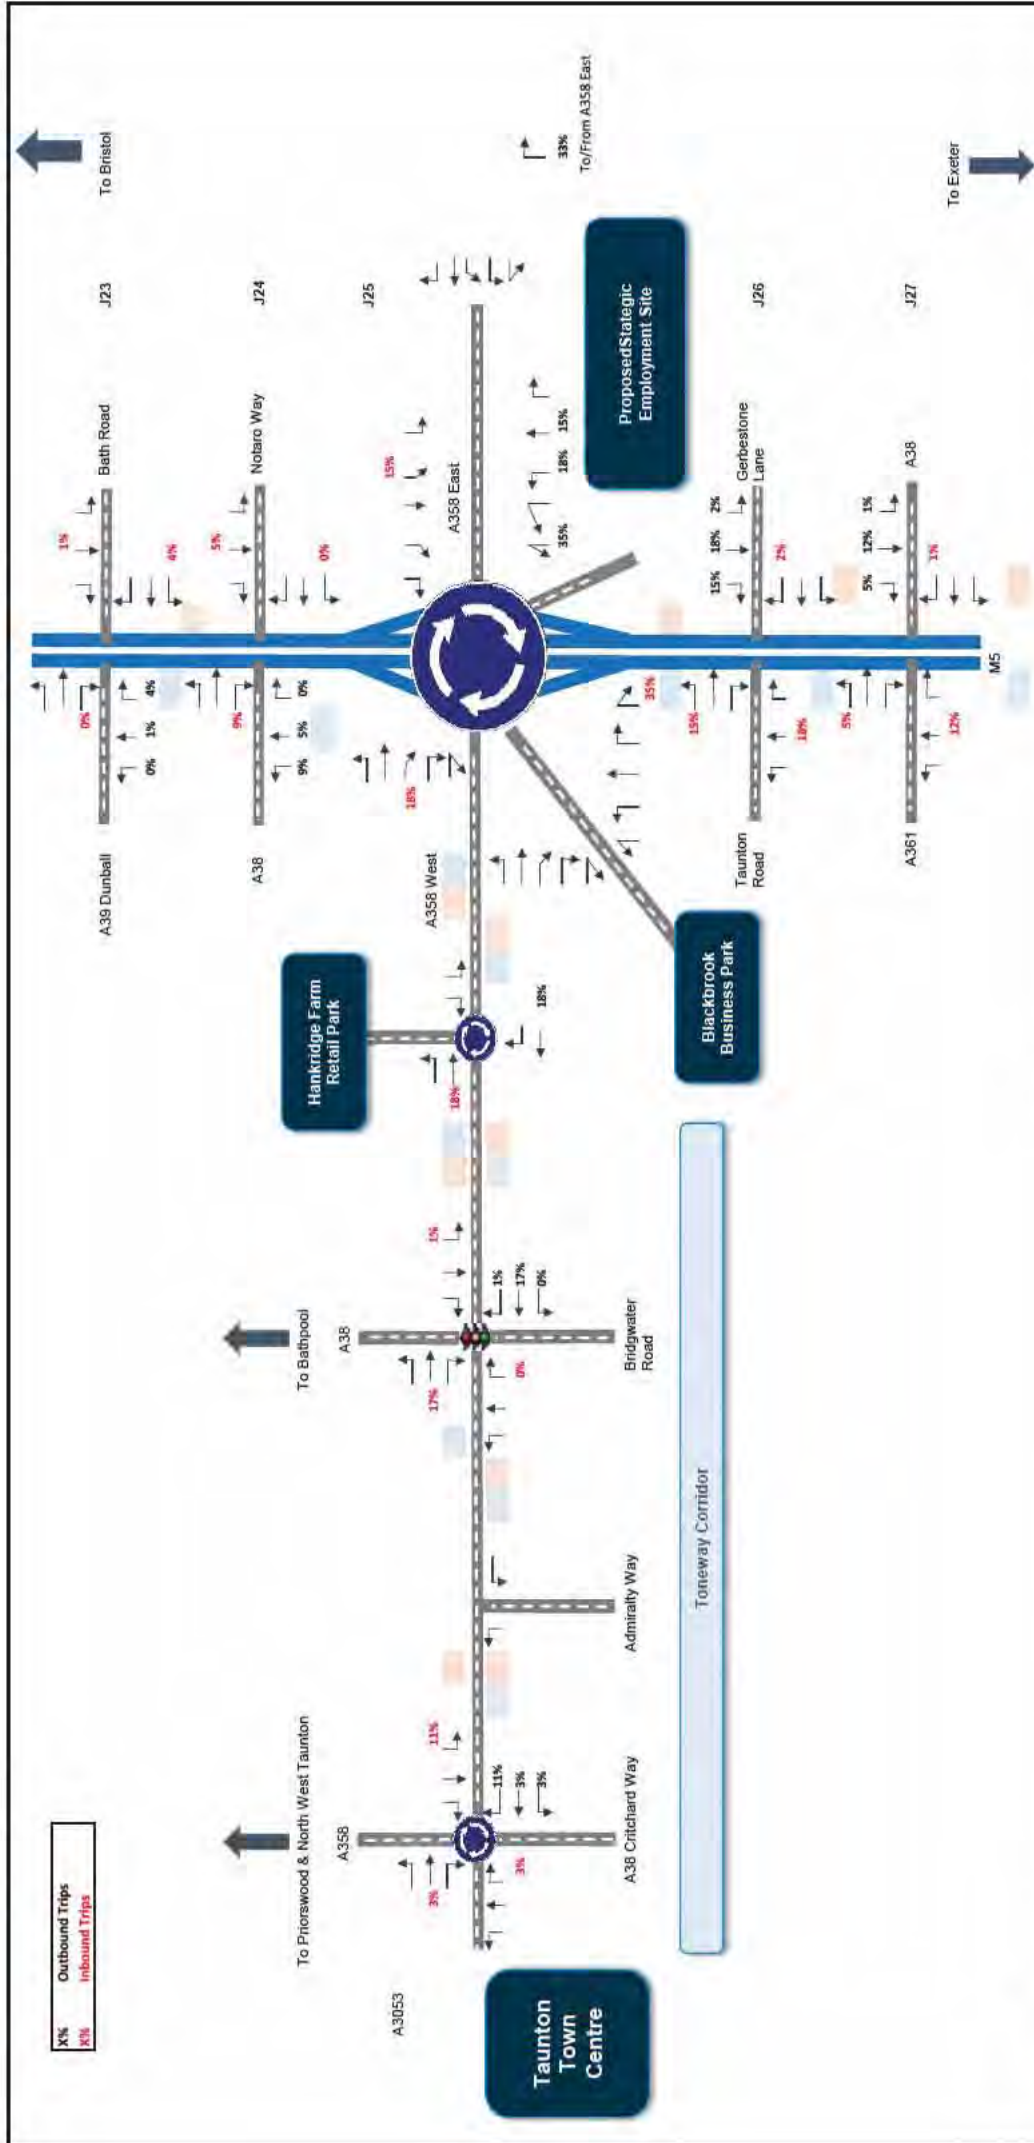 X% Outbound Trips
X% Inbound Trips
To Priorswood & North West Taunton
A358
A3053
Taunton
Town
Centre
3%
3%
11%
11%
3%
3%
A38 Critchard Way
Admiralty Way
Toneway Corridor
To Bathpool
A38
17%
1%
0%
1%
17%
0%
Bridgwater
Road
Hankridge Farm
Retail Park
18%
18%
A358 West
18%
Blackbrook
Business Park
A39 Dunball
0%
0%
1%
4%
Bath Road
1%
4%
J23
A38
9%
9%
5%
0%
Notaro Way
5%
0%
J24
J25
A358 East
15%
35%
18%
15%
35%
Proposed Stategic
Employment Site
33%
To/From A358 East
To Bristol
Taunton
Road
15%
18%
Gerbestone
Lane
15%
18%
2%
2%
J26
A361
5%
12%
A38
5%
12%
1%
1%
J27
M5
To Exeter